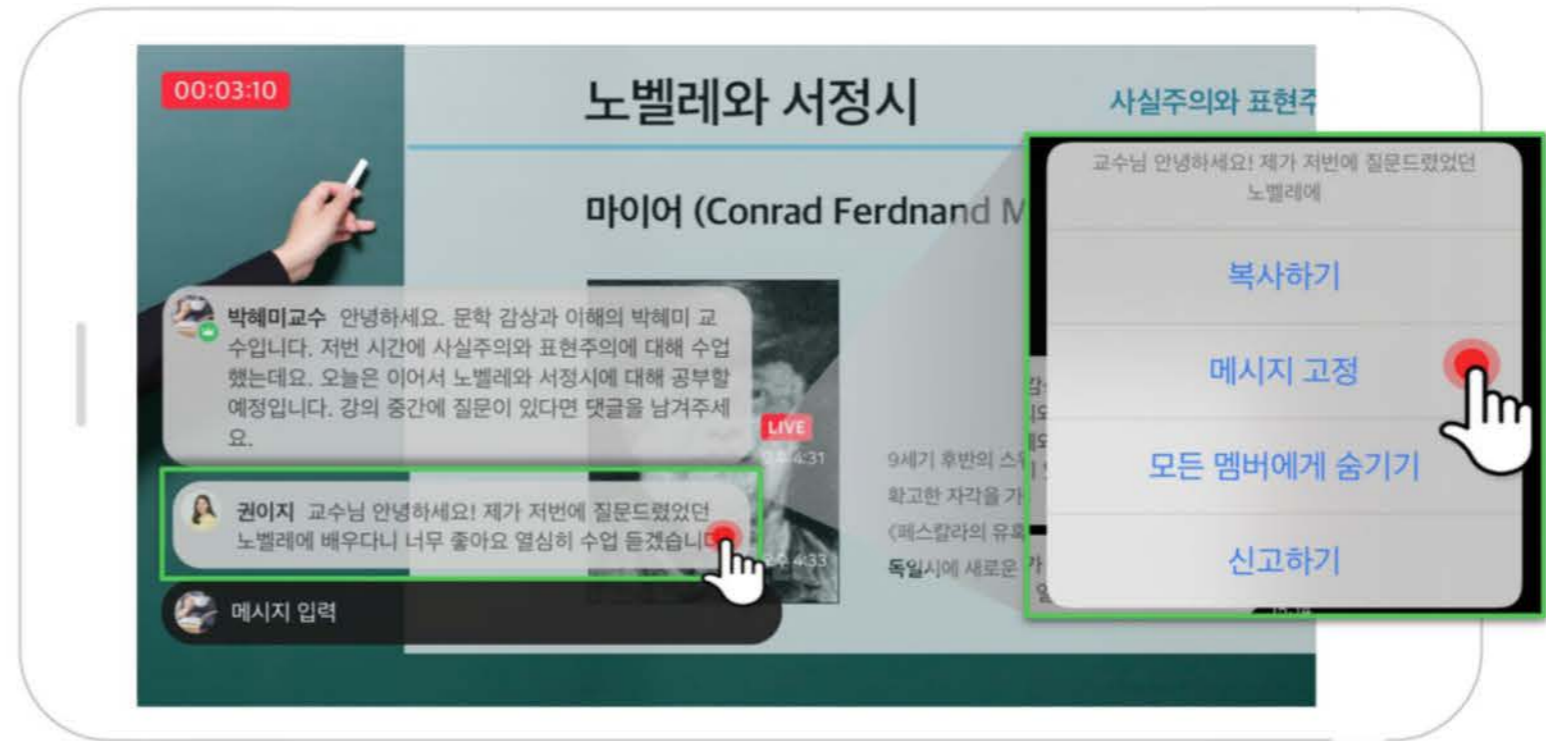 00:03:10
노벨레와 서정시
사실주의와 표현주
마이어 (Conrad Ferdnand M
박혜미교수 안녕하세요. 문학 감상과 이해의 박혜미 교
수입니다. 저번 시간에 사실주의와 표현주의에 대해 수업
했는데요. 오늘은 이어서 노벨레와 서정시에 대해 공부할
예정입니다. 강의 중간에 질문이 있다면 댓글을 남겨주세
요.
LIVE
오후 4:31
권이지 교수님 안녕하세요! 제가 저번에 질문드렸었던
노벨레에 배우다니 너무 좋아요 열심히 수업 듣겠습니다
오후 4:33
메시지 입력
9세기 후반의 스위
확고한 자각을 가
《페스칼라의 유혹
독일시에 새로운
교수님 안녕하세요! 제가 저번에 질문드렸었던
노벨레에
복사하기
메시지 고정
모든 멤버에게 숨기기
신고하기